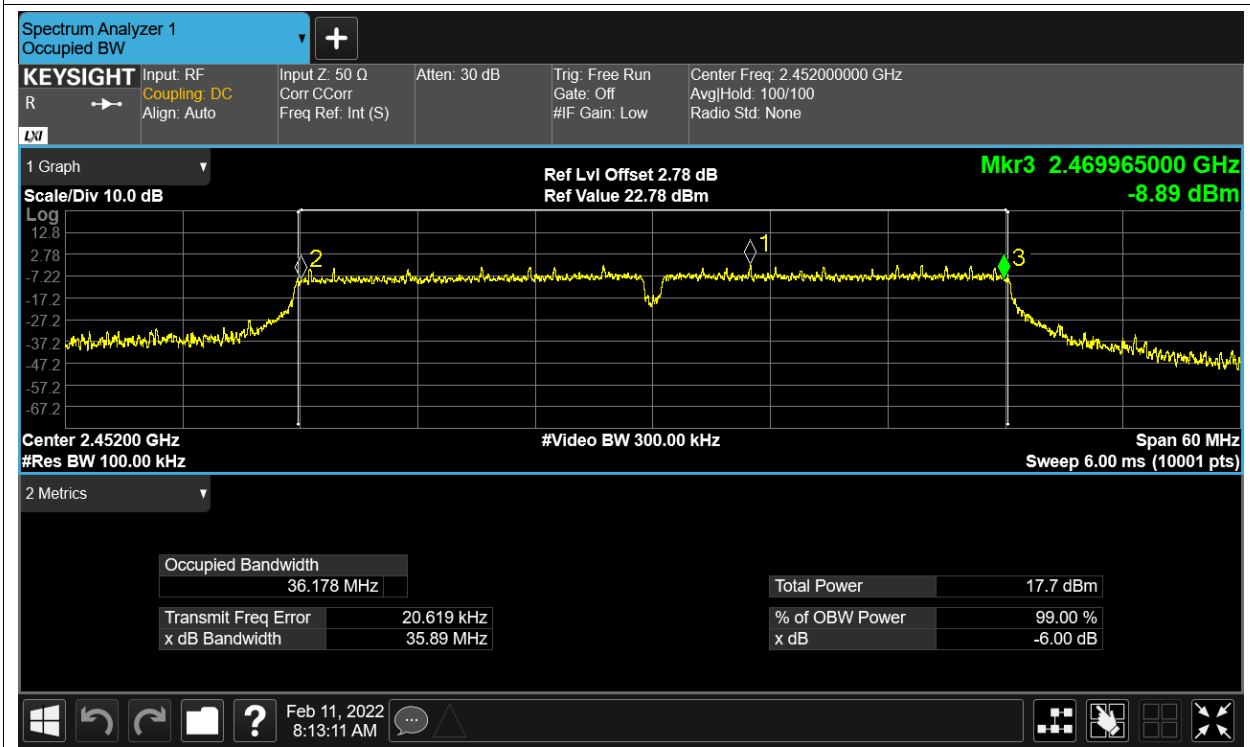 Spectrum Analyzer 1
Occupied BW
KEYSIGHT
R
LXI
Input: RF
Coupling: DC
Align: Auto
Input Z: 50 Ω
Corr CCorr
Freq Ref: Int (S)
Atten: 30 dB
Trig: Free Run
Gate: Off
#IF Gain: Low
Center Freq: 2.452000000 GHz
Avg|Hold: 100/100
Radio Std: None
1 Graph
Scale/Div 10.0 dB
Ref Lvl Offset 2.78 dB
Ref Value 22.78 dBm
Mkr3 2.469965000 GHz
-8.89 dBm
Log
12.8
2.78
-7.22
-17.2
-27.2
-37.2
-47.2
-57.2
-67.2
2
1
3
Center 2.45200 GHz
#Res BW 100.00 kHz
#Video BW 300.00 kHz
Span 60 MHz
Sweep 6.00 ms (10001 pts)
2 Metrics
Occupied Bandwidth
36.178 MHz
Transmit Freq Error 20.619 kHz
x dB Bandwidth 35.89 MHz
Total Power 17.7 dBm
% of OBW Power 99.00 %
x dB -6.00 dB
?
Feb 11, 2022
8:13:11 AM